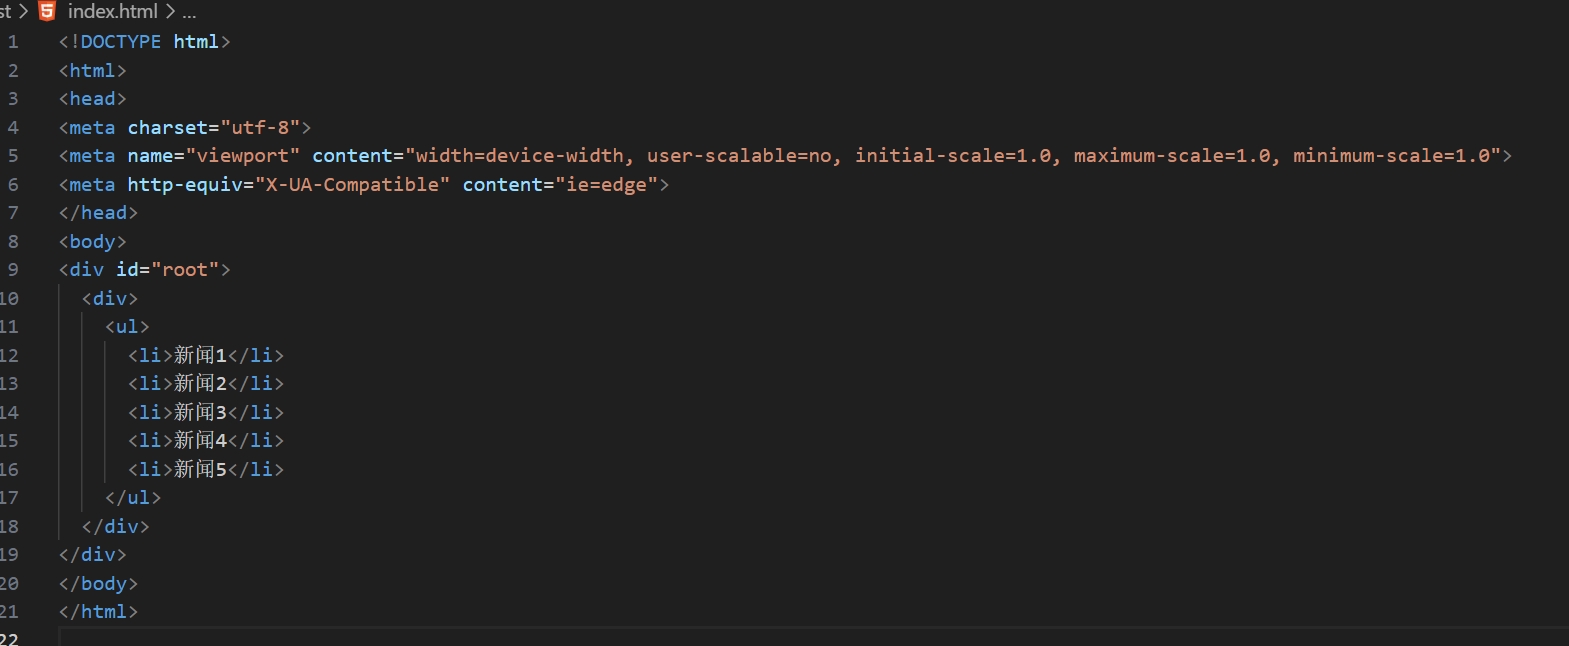 st > index.html > ...
1 <!DOCTYPE html>
2 <html>
3 <head>
4 <meta charset="utf-8">
5 <meta name="viewport" content="width=device-width, user-scalable=no, initial-scale=1.0, maximum-scale=1.0, minimum-scale=1.0">
6 <meta http-equiv="X-UA-Compatible" content="ie=edge">
7 </head>
8 <body>
9 <div id="root">
10 <div>
11 <ul>
12 <li>新闻1</li>
13 <li>新闻2</li>
14 <li>新闻3</li>
15 <li>新闻4</li>
16 <li>新闻5</li>
17 </ul>
18 </div>
19 </div>
20 </body>
21 </html>
22